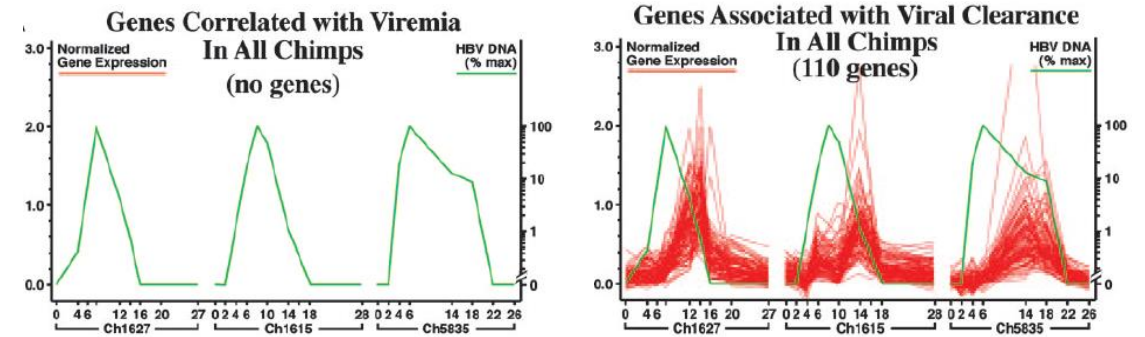 Genes Correlated with Viremia
In All Chimps
(no genes)
Normalized
Gene Expression
HBV DNA
(% max)
3.0
2.0
1.0
0.0
100
10
1
0
0 4 6 12 16 20 27
0 2 4 6 10 14 18 28
0 2 4 6 14 18 22 26
Ch1627
Ch1615
Ch5835
Genes Associated with Viral Clearance
In All Chimps
(110 genes)
Normalized
Gene Expression
HBV DNA
(% max)
3.0
2.0
1.0
0.0
100
10
1
0
0 4 6 12 16 20 27
0 2 4 6 10 14 18 28
0 2 4 6 14 18 22 26
Ch1627
Ch1615
Ch5835